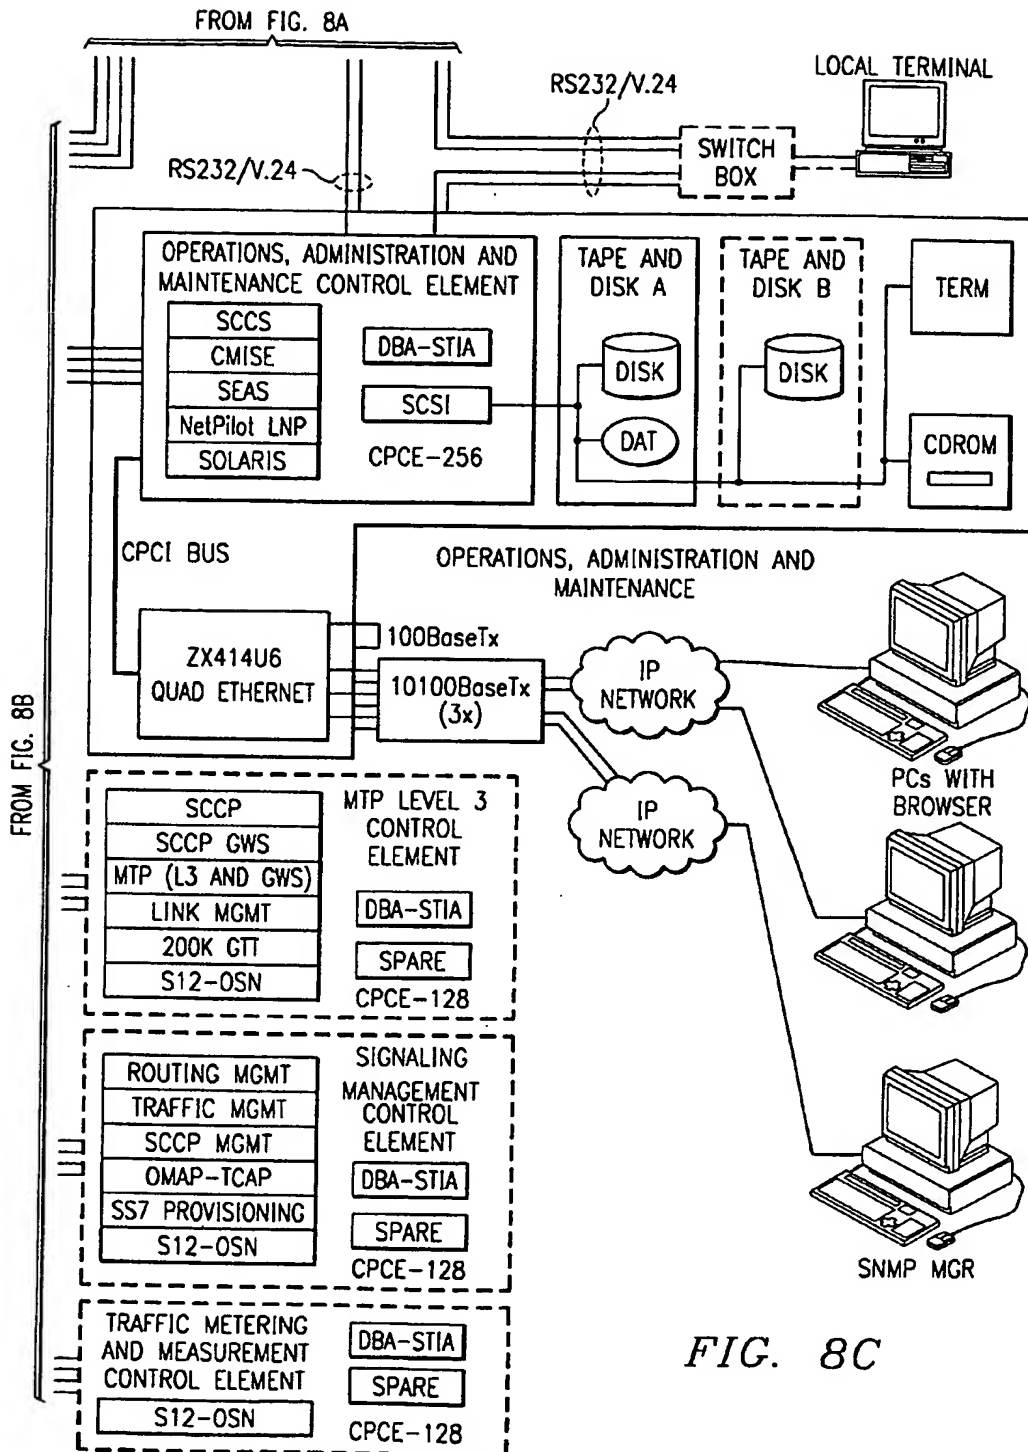 FROM FIG. 8A
LOCAL TERMINAL
RS232/V.24
SWITCH
BOX
RS232/V.24
FROM FIG. 8B
OPERATIONS, ADMINISTRATION AND
MAINTENANCE CONTROL ELEMENT
SCCS
CMISE
SEAS
NetPilot LNP
SOLARIS
DBA-STIA
SCSI
CPCE-256
TAPE AND
DISK A
DISK
DAT
TAPE AND
DISK B
DISK
TERM
CDROM
CPCI BUS
OPERATIONS, ADMINISTRATION AND
MAINTENANCE
ZX414U6
QUAD ETHERNET
100BaseTx
10100BaseTx
(3x)
IP
NETWORK
IP
NETWORK
PCs WITH
BROWSER
SNMP MGR
SCCP
SCCP GWS
MTP (L3 AND GWS)
LINK MGMT
200K GTT
S12-OSN
MTP LEVEL 3
CONTROL
ELEMENT
DBA-STIA
SPARE
CPCE-128
ROUTING MGMT
TRAFFIC MGMT
SCCP MGMT
OMAP-TCAP
SS7 PROVISIONING
S12-OSN
SIGNALING
MANAGEMENT
CONTROL
ELEMENT
DBA-STIA
SPARE
CPCE-128
TRAFFIC METERING
AND MEASUREMENT
CONTROL ELEMENT
S12-OSN
DBA-STIA
SPARE
CPCE-128
FIG. 8C